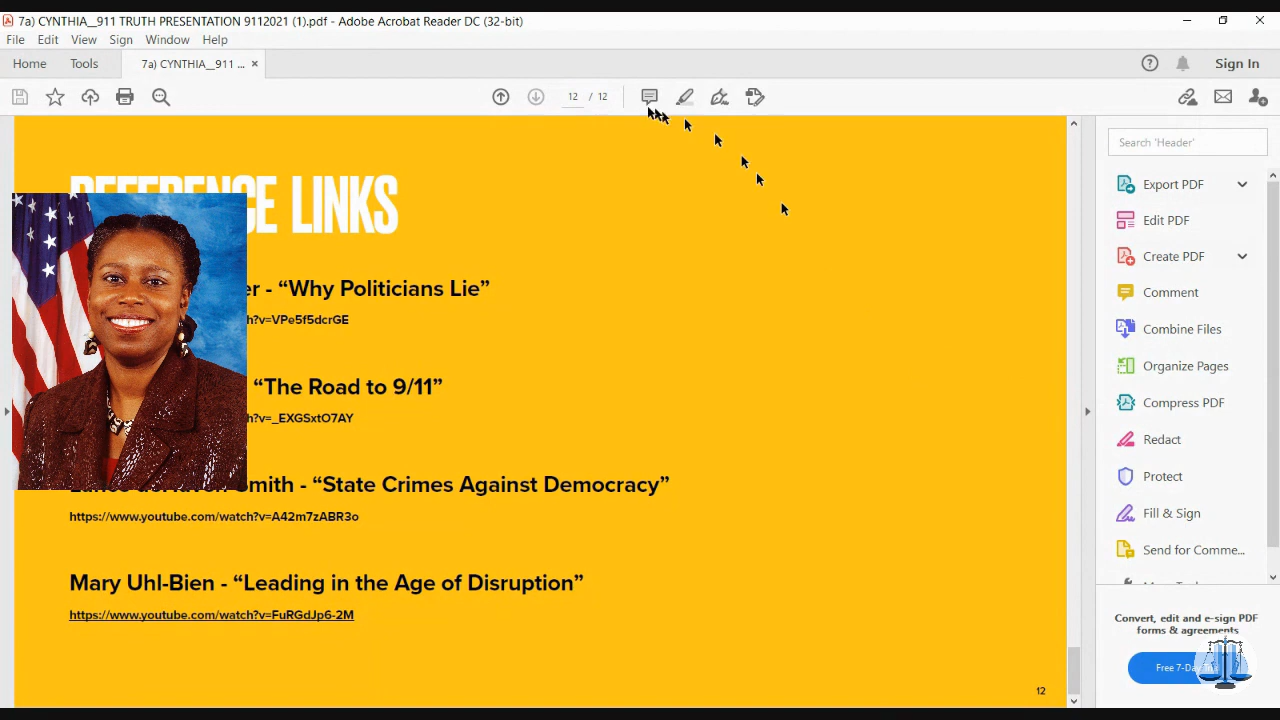 7a) CYNTHIA__911 TRUTH PRESENTATION 9112021 (1).pdf - Adobe Acrobat Reader DC (32-bit)
File Edit View Sign Window Help
Home Tools 7a) CYNTHIA__911 ... × Sign In
12 / 12
Search 'Header'
Export PDF
Edit PDF
Create PDF
Comment
Combine Files
Organize Pages
Compress PDF
Redact
Protect
Fill & Sign
Send for Comme...
Convert, edit and e-sign PDF
forms & agreements
Free 7-Day
REFERENCE LINKS
er - “Why Politicians Lie”
h?v=VPe5f5dcrGE
“The Road to 9/11”
h?v=_EXGSxtO7AY
Smith - “State Crimes Against Democracy”
https://www.youtube.com/watch?v=A42m7zABR3o
Mary Uhl-Bien - “Leading in the Age of Disruption”
https://www.youtube.com/watch?v=FuRGdJp6-2M
12